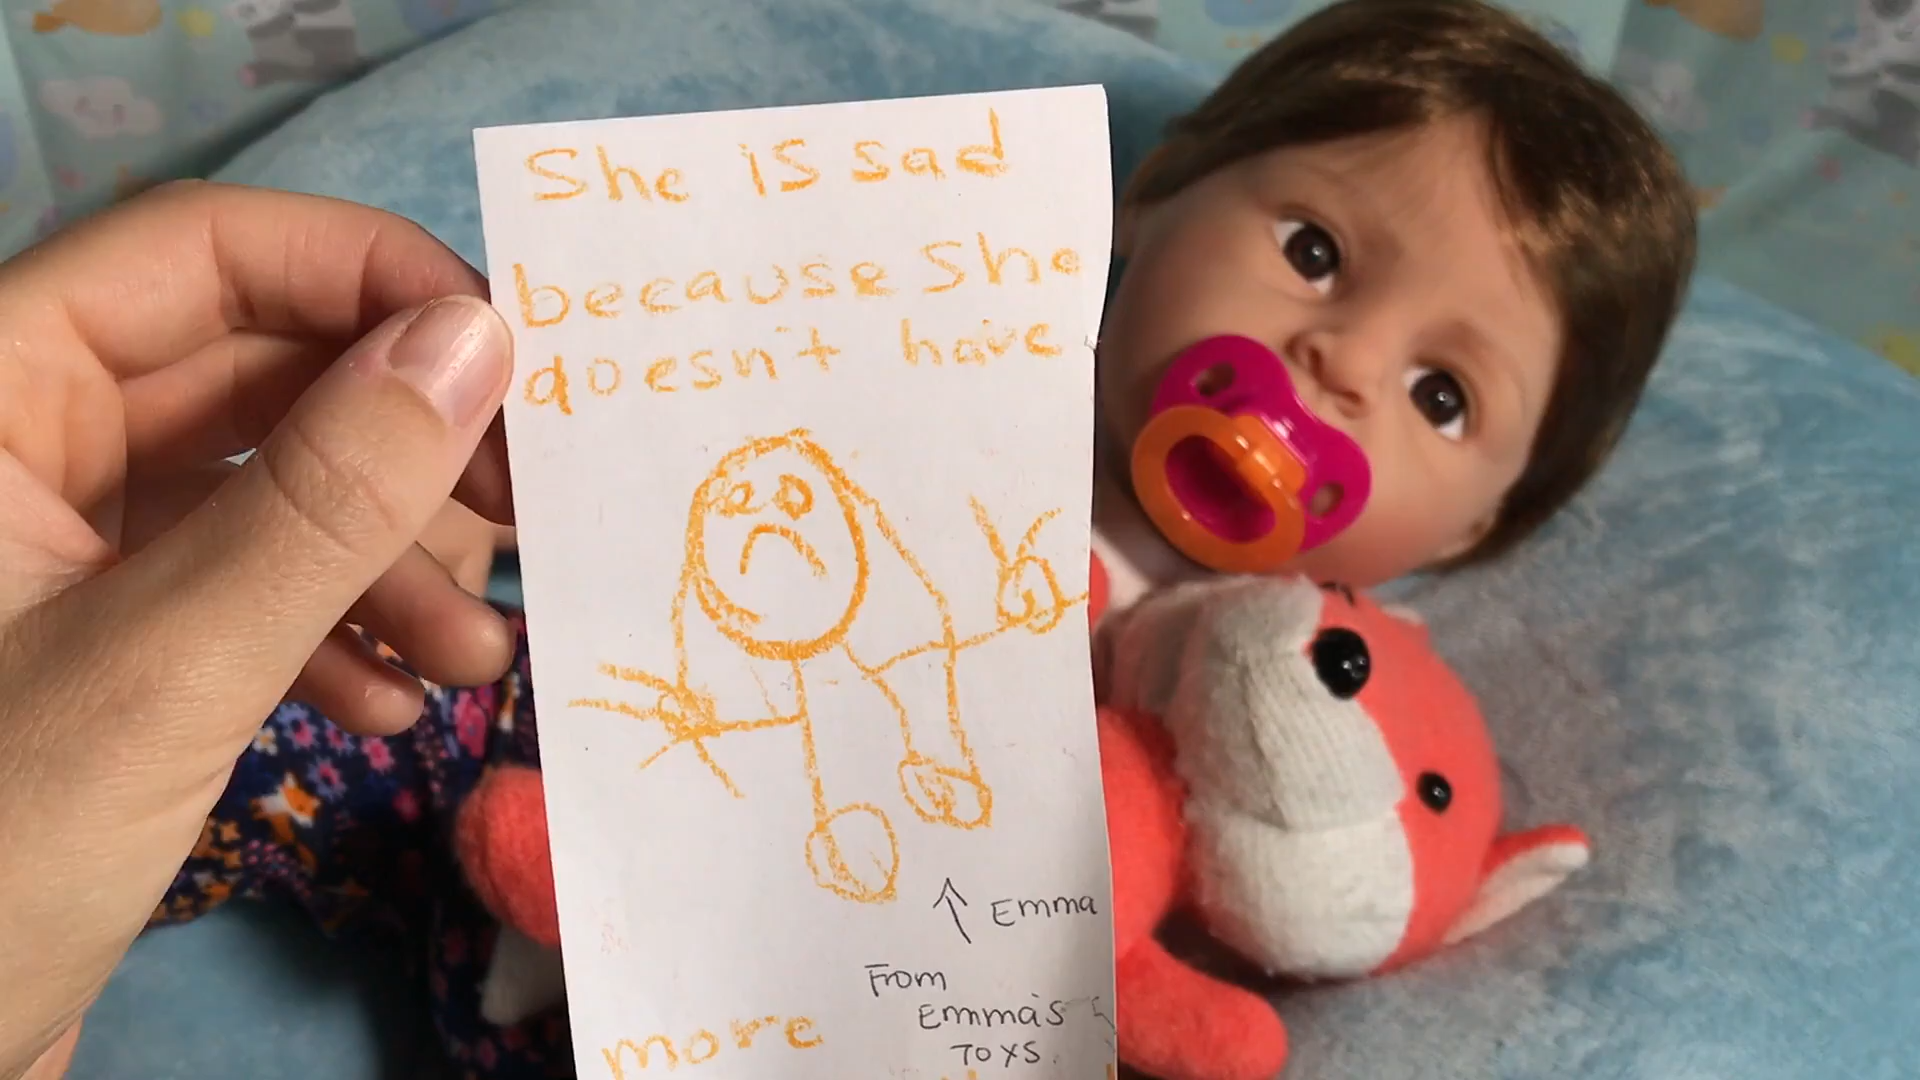 She is sad
because she
doesn't have
Emma
From
Emma's
Toys.
more